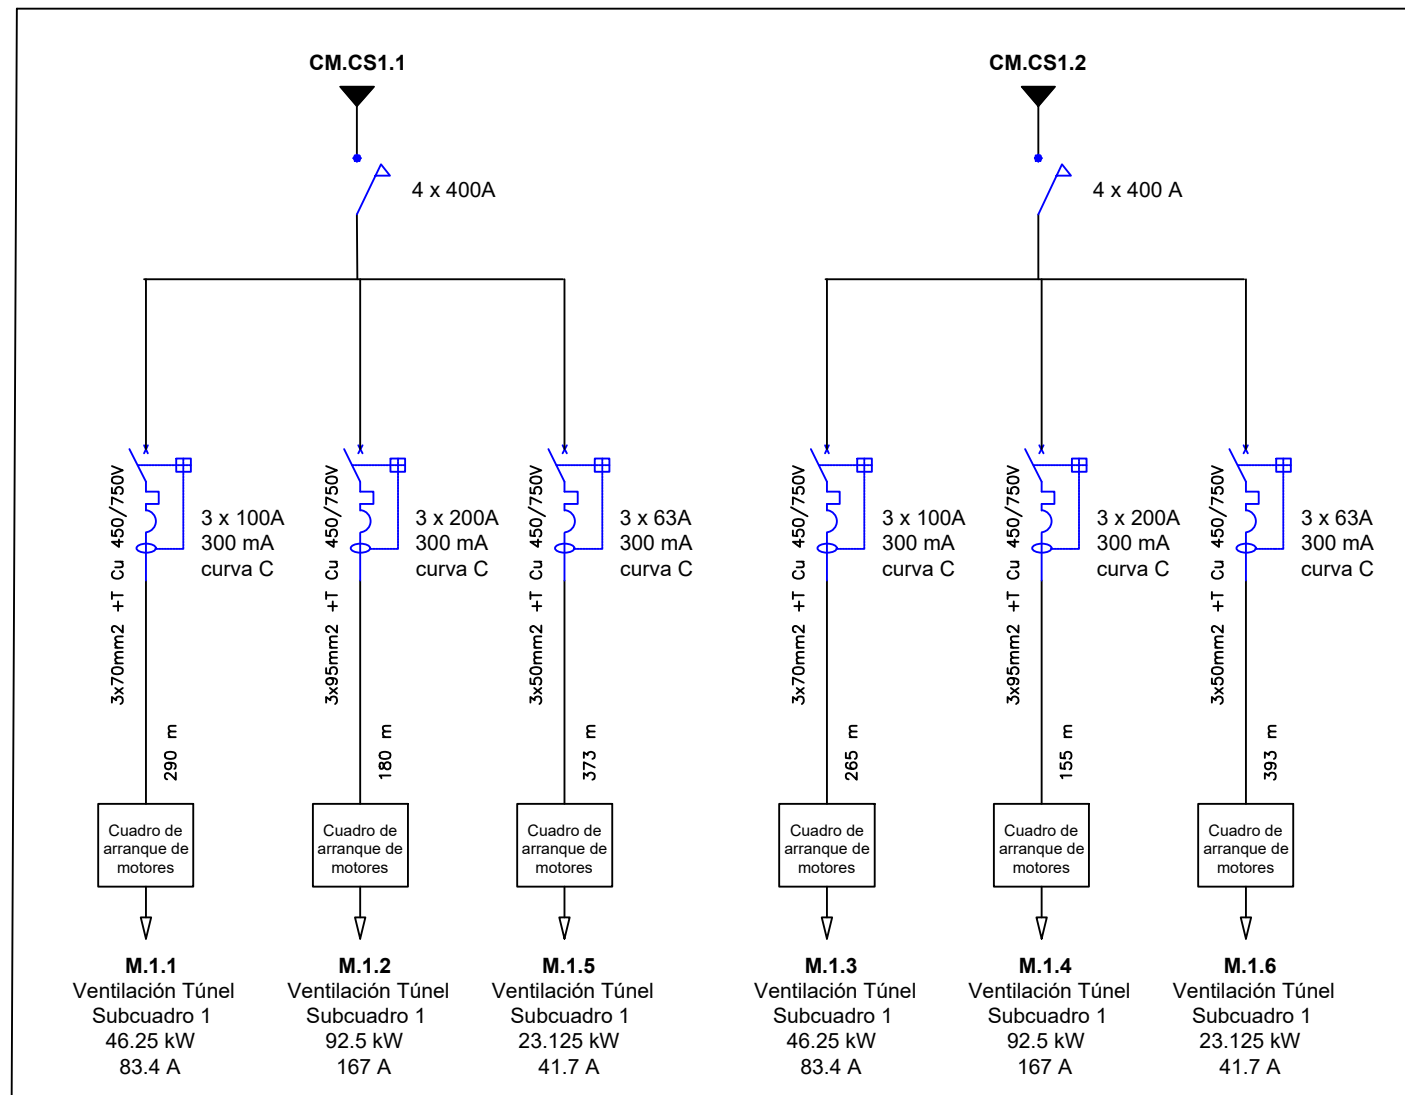 CM.CS1.1
4 x 400A
3x70mm2 +T Cu 450/750V
3 x 100A
300 mA
curva C
290 m
Cuadro de
arranque de
motores
M.1.1
Ventilación Túnel
Subcuadro 1
46.25 kW
83.4 A
3x95mm2 +T Cu 450/750V
3 x 200A
300 mA
curva C
180 m
Cuadro de
arranque de
motores
M.1.2
Ventilación Túnel
Subcuadro 1
92.5 kW
167 A
3x50mm2 +T Cu 450/750V
3 x 63A
300 mA
curva C
373 m
Cuadro de
arranque de
motores
M.1.5
Ventilación Túnel
Subcuadro 1
23.125 kW
41.7 A
CM.CS1.2
4 x 400 A
3x70mm2 +T Cu 450/750V
3 x 100A
300 mA
curva C
265 m
Cuadro de
arranque de
motores
M.1.3
Ventilación Túnel
Subcuadro 1
46.25 kW
83.4 A
3x95mm2 +T Cu 450/750V
3 x 200A
300 mA
curva C
155 m
Cuadro de
arranque de
motores
M.1.4
Ventilación Túnel
Subcuadro 1
92.5 kW
167 A
3x50mm2 +T Cu 450/750V
3 x 63A
300 mA
curva C
393 m
Cuadro de
arranque de
motores
M.1.6
Ventilación Túnel
Subcuadro 1
23.125 kW
41.7 A